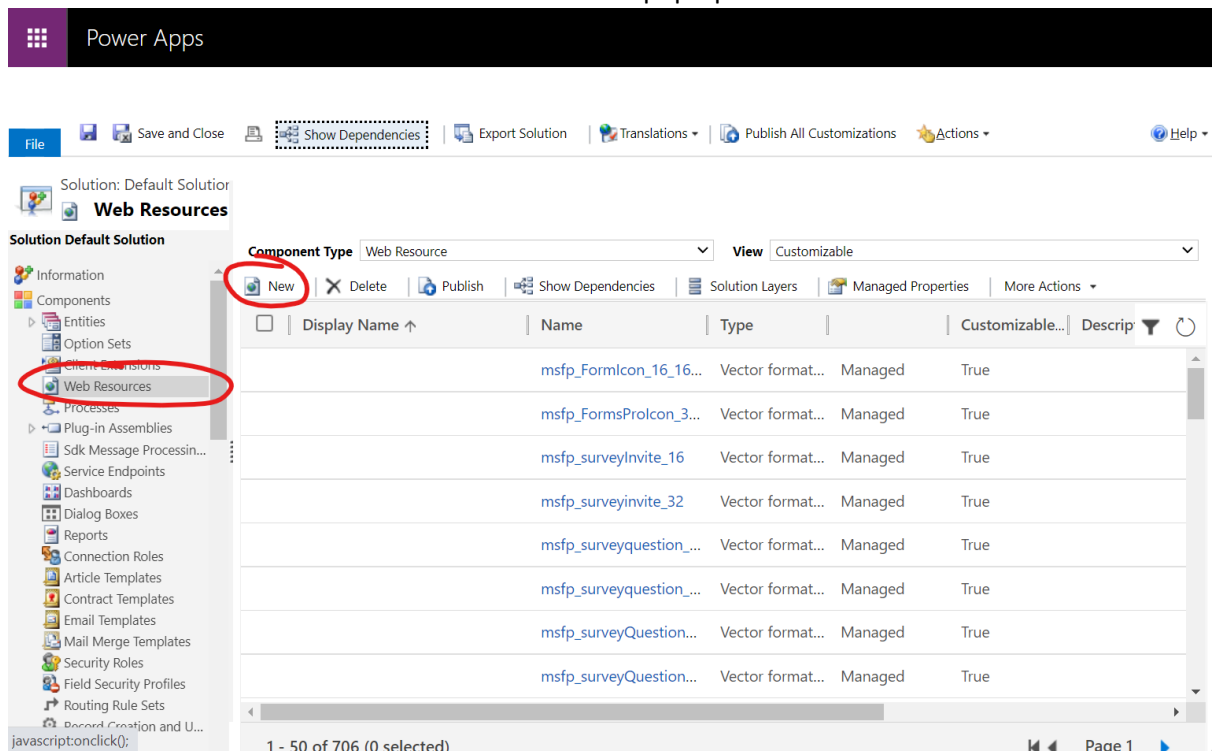 Power Apps
File
Save and Close
Show Dependencies
Export Solution
Translations
Publish All Customizations
Actions
Help
Solution: Default Solution
Web Resources
Solution Default Solution
Information
Components
Entities
Option Sets
Client Extensions
Web Resources
Processes
Plug-in Assemblies
Sdk Message Processin...
Service Endpoints
Dashboards
Dialog Boxes
Reports
Connection Roles
Article Templates
Contract Templates
Email Templates
Mail Merge Templates
Security Roles
Field Security Profiles
Routing Rule Sets
Record Creation and U...
javascript:onclick();
Component Type Web Resource View Customizable
New Delete Publish Show Dependencies Solution Layers Managed Properties More Actions
Display Name Name Type Customizable... Descrip
msfp_FormIcon_16_16... Vector format... Managed True
msfp_FormsProIcon_3... Vector format... Managed True
msfp_surveyInvite_16 Vector format... Managed True
msfp_surveyinvite_32 Vector format... Managed True
msfp_surveyquestion_... Vector format... Managed True
msfp_surveyquestion_... Vector format... Managed True
msfp_surveyQuestion... Vector format... Managed True
msfp_surveyQuestion... Vector format... Managed True
1 - 50 of 706 (0 selected) Page 1